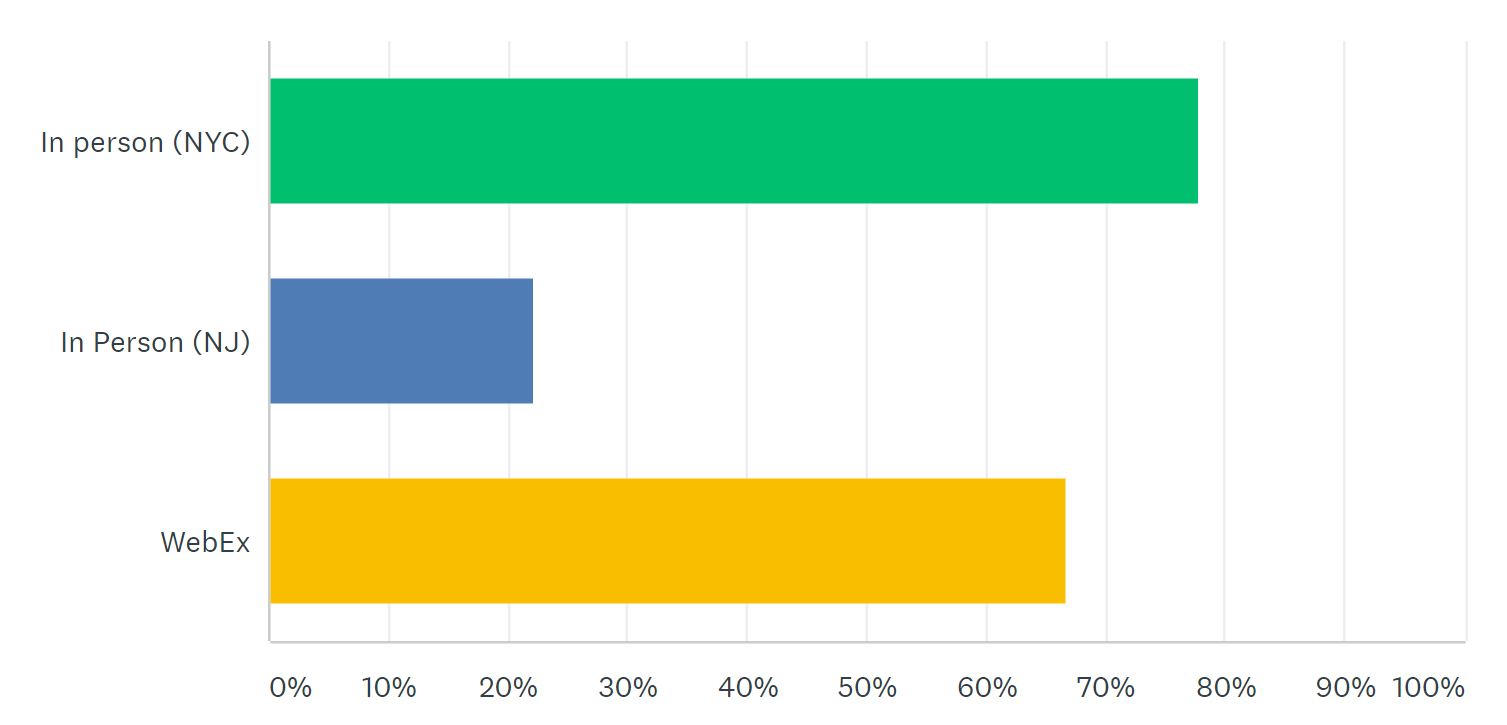 In person (NYC)
In Person (NJ)
WebEx
0% 10% 20% 30% 40% 50% 60% 70% 80% 90% 100%